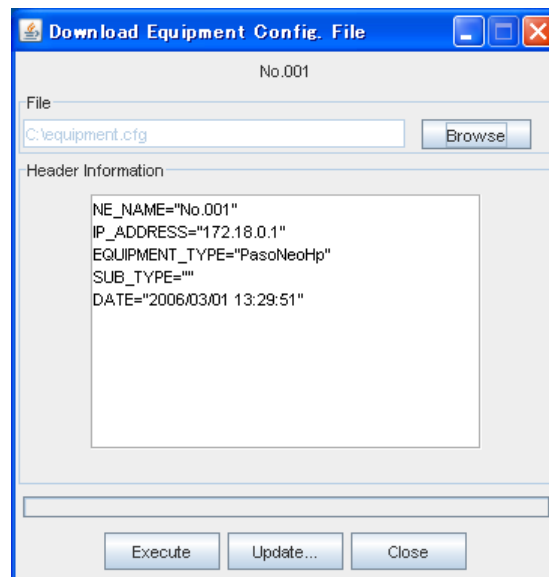 Download Equipment Config. File
No.001
File
C:\equipment.cfg
Browse
Header Information
NE_NAME="No.001"
IP_ADDRESS="172.18.0.1"
EQUIPMENT_TYPE="PasoNeoHp"
SUB_TYPE=""
DATE="2006/03/01 13:29:51"
Execute
Update...
Close